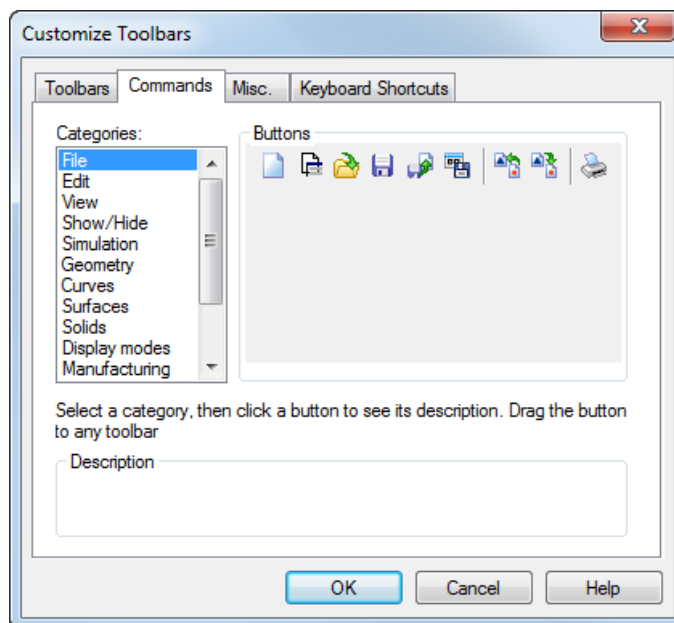 Customize Toolbars
Toolbars Commands Misc. Keyboard Shortcuts
Categories:
Buttons
File
Edit
View
Show/Hide
Simulation
Geometry
Curves
Surfaces
Solids
Display modes
Manufacturing
Select a category, then click a button to see its description. Drag the button
to any toolbar
Description
OK Cancel Help